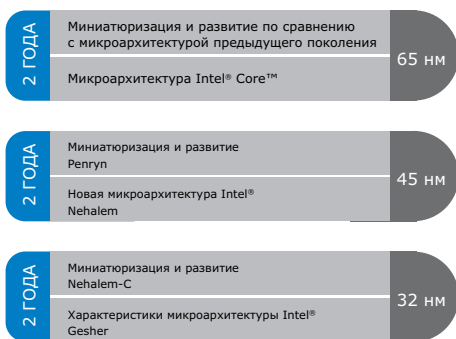 2 ГОДА
Миниатюризация и развитие по сравнению
с микроархитектурой предыдущего поколения
Микроархитектура Intel® Core™
65 нм
2 ГОДА
Миниатюризация и развитие
Penryn
Новая микроархитектура Intel®
Nehalem
45 нм
2 ГОДА
Миниатюризация и развитие
Nehalem-C
Характеристики микроархитектуры Intel®
Gesher
32 нм